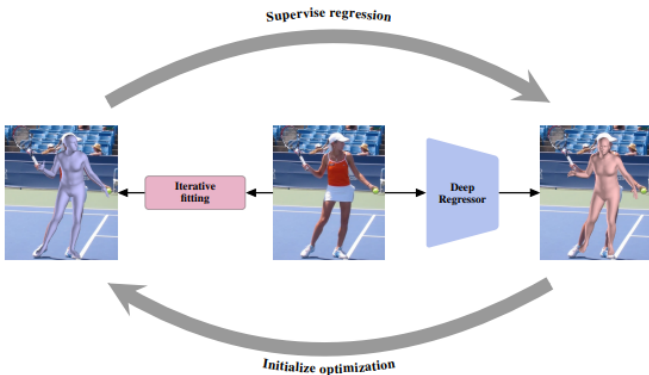 Supervise regression
Iterative
fitting
Deep
Regressor
Initialize optimization